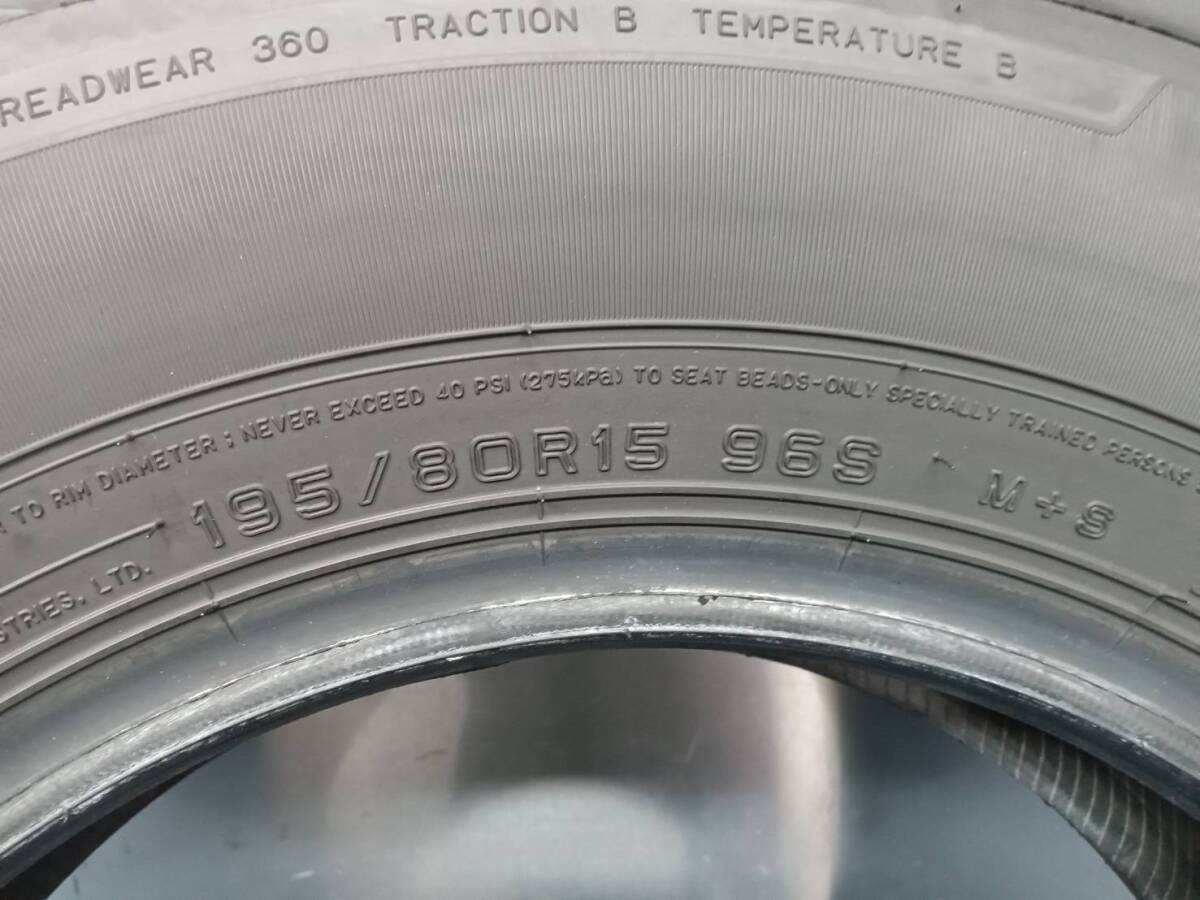 READWEAR 360 TRACTION B TEMPERATURE B
TO RIM DIAMETER : NEVER EXCEED 40 PSI (275kPa) TO SEAT BEADS-ONLY SPECIALLY TRAINED PERSONS
195/80R15 96S M+S
STRIES, LTD.